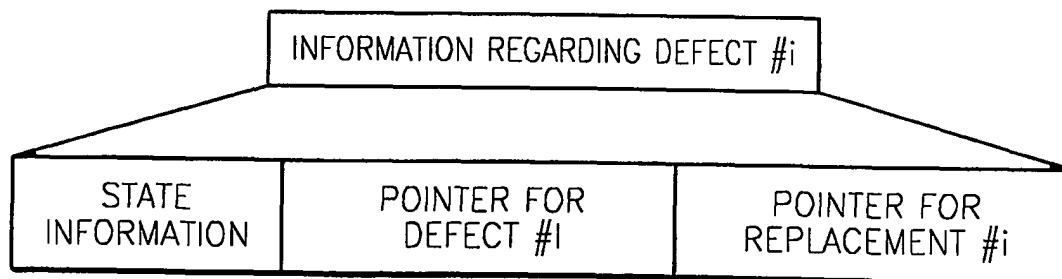 INFORMATION REGARDING DEFECT #i
STATE
INFORMATION
POINTER FOR
DEFECT #I
POINTER FOR
REPLACEMENT #i